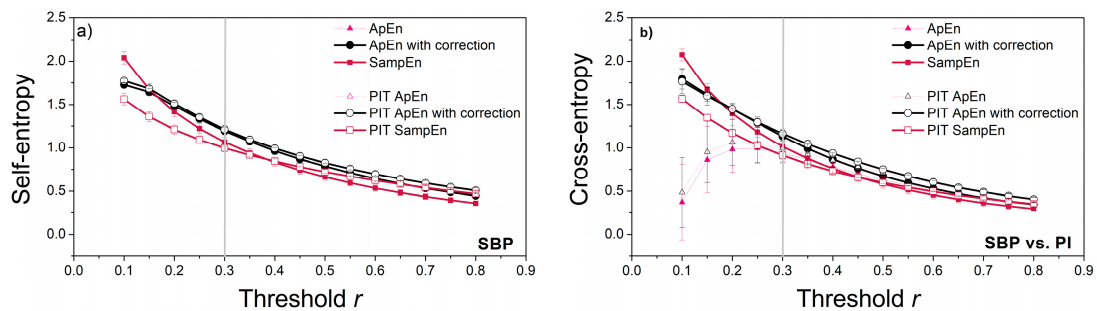 a)
ApEn
ApEn with correction
SampEn
PIT ApEn
PIT ApEn with correction
PIT SampEn
Self-entropy
2.5
2.0
1.5
1.0
0.5
0.0
SBP
0.0 0.1 0.2 0.3 0.4 0.5 0.6 0.7 0.8 0.9
Threshold r
b)
ApEn
ApEn with correction
SampEn
PIT ApEn
PIT ApEn with correction
PIT SampEn
Cross-entropy
2.5
2.0
1.5
1.0
0.5
0.0
SBP vs. PI
0.0 0.1 0.2 0.3 0.4 0.5 0.6 0.7 0.8 0.9
Threshold r